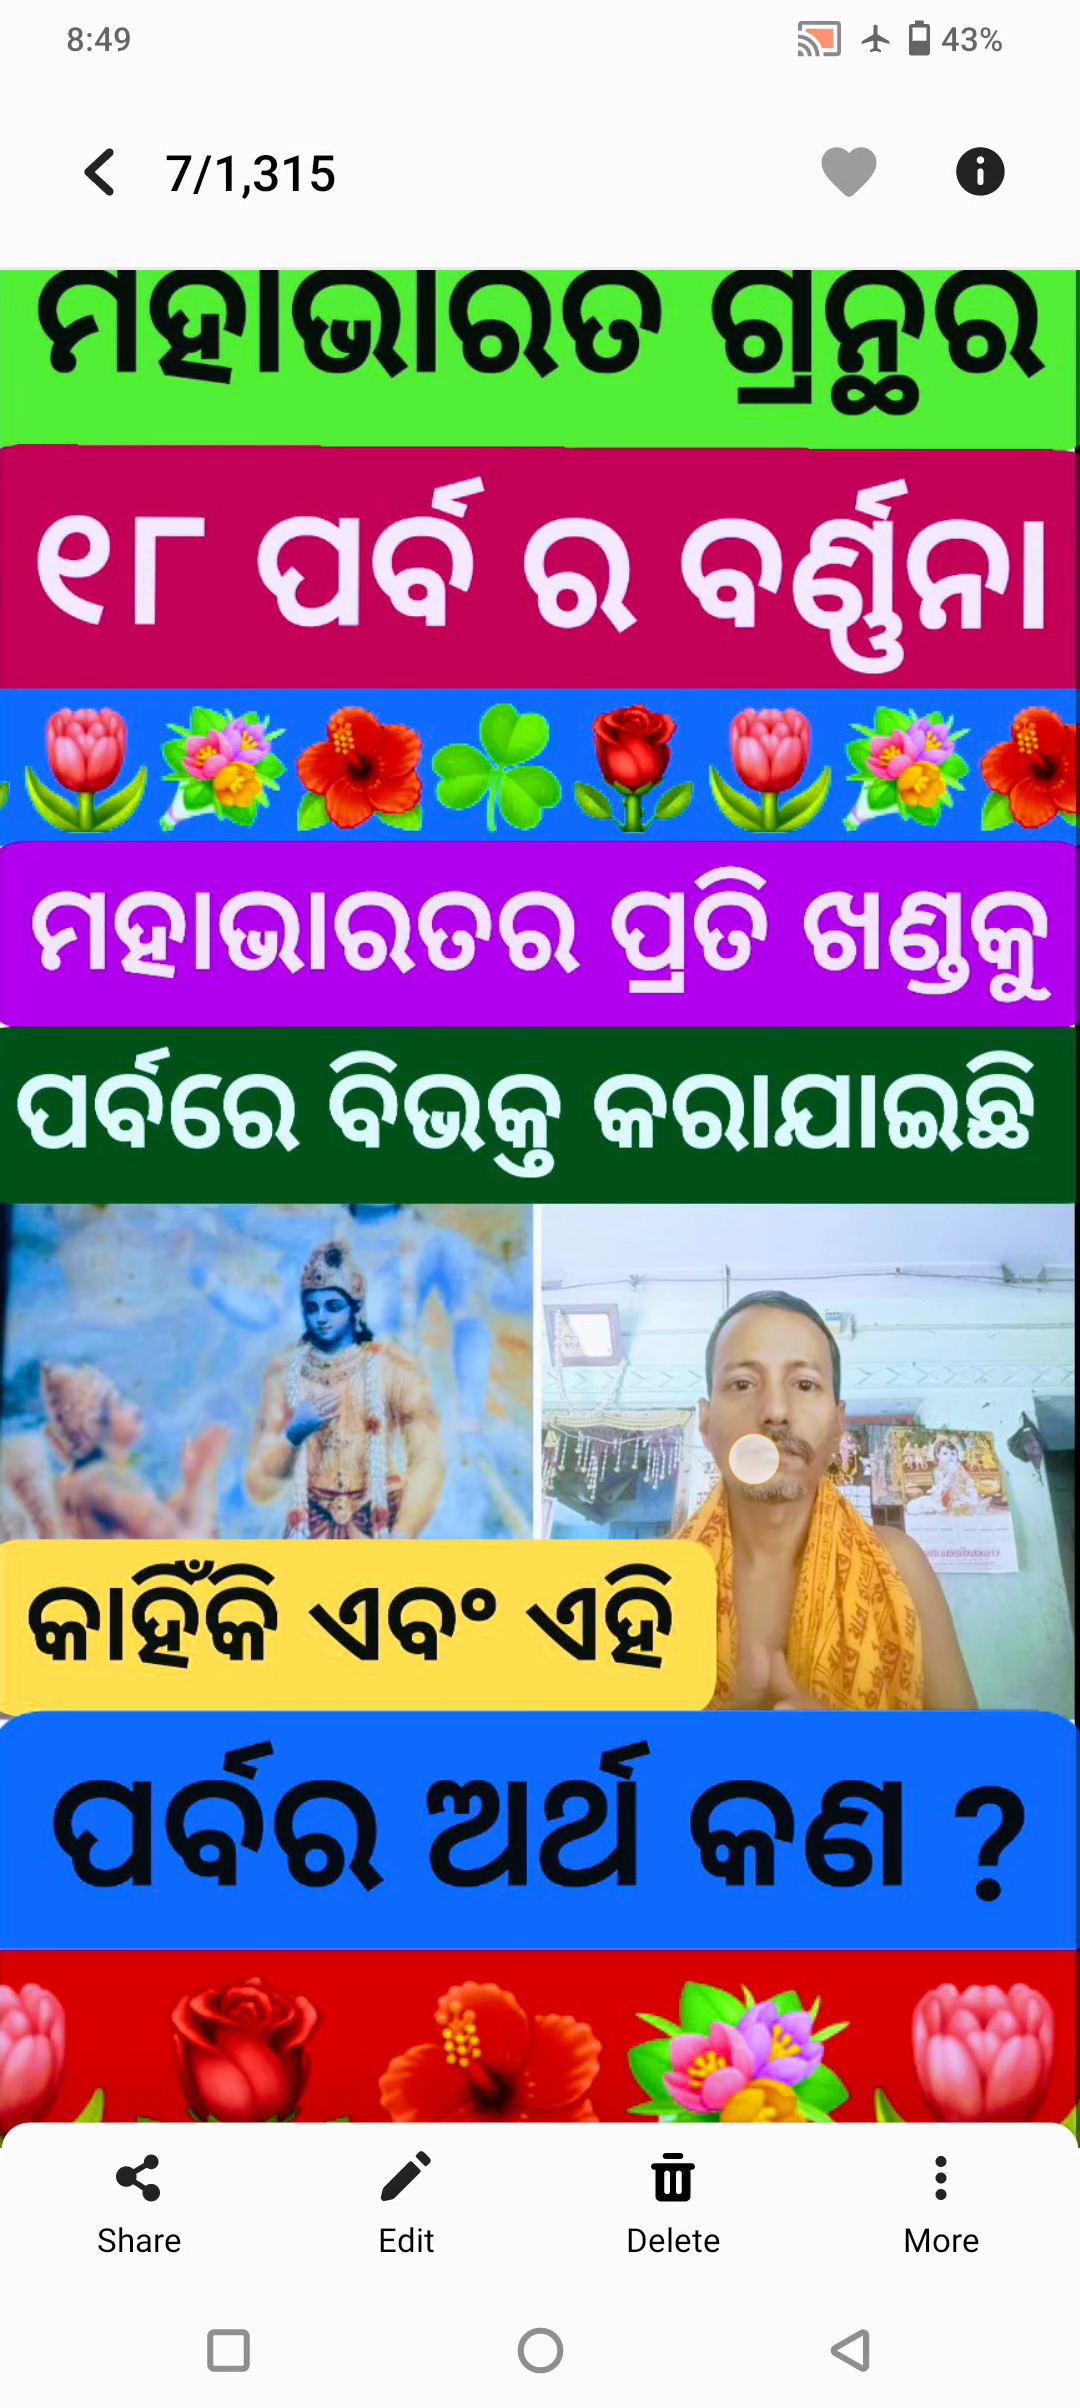 8:49
43%
7/1,315
ମହାଭାରତ ଗ୍ରନ୍ଥର
୧୮ ପର୍ବ ର ବର୍ଣ୍ଣନା
ମହାଭାରତର ପ୍ରତି ଖଣ୍ଡକୁ
ପର୍ବରେ ବିଭକ୍ତ କରାଯାଇଛି
କାହିଁକି ଏବଂ ଏହି
ପର୍ବର ଅର୍ଥ କଣ ?
Share Edit Delete More